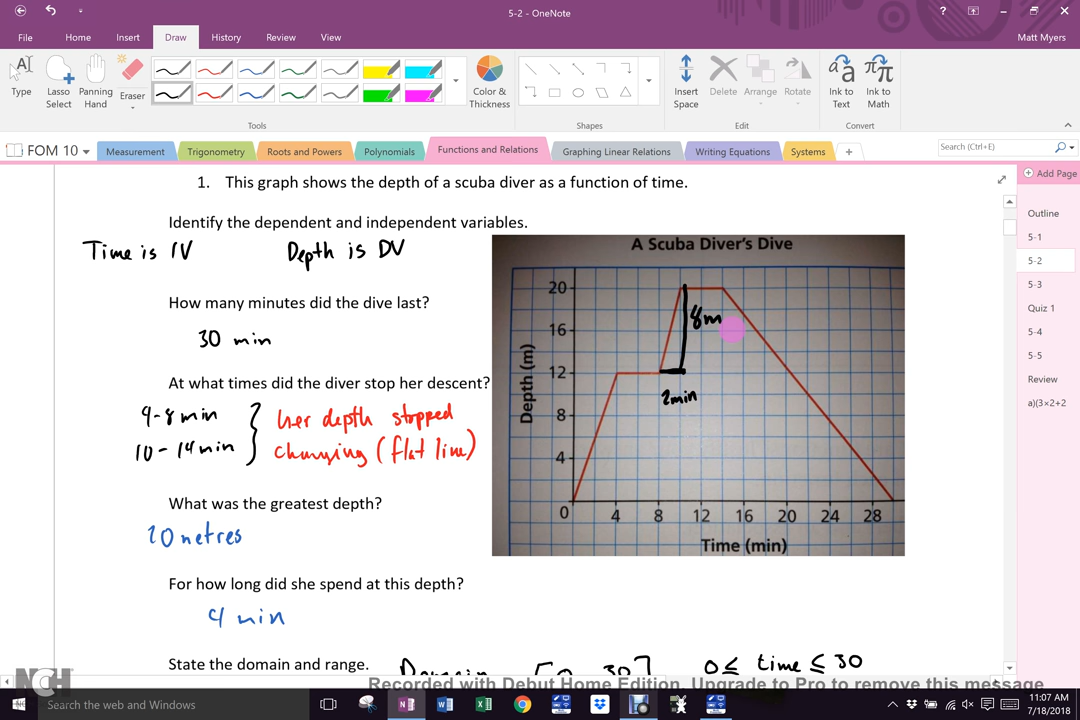 5-2 - OneNote
?
File Home Insert Draw History Review View
Matt Myers
Type
Lasso Select
Panning Hand
Eraser
Color & Thickness
Insert Space
Delete
Arrange
Rotate
Ink to Text
Ink to Math
Tools
Shapes
Edit
Convert
FOM 10
Measurement
Trigonometry
Roots and Powers
Polynomials
Functions and Relations
Graphing Linear Relations
Writing Equations
Systems
Search (Ctrl+E)
Add Page
Outline
5-1
5-2
5-3
Quiz 1
5-4
5-5
Review
a)(3×2+2
1. This graph shows the depth of a scuba diver as a function of time.
Identify the dependent and independent variables.
Time is IV Depth is DV
How many minutes did the dive last?
30 min
At what times did the diver stop her descent?
4-8 min
10 - 14 min
her depth stopped
changing (flat line)
What was the greatest depth?
20 metres
For how long did she spend at this depth?
4 min
State the domain and range.
Domain [0, 30] 0 ≤ time ≤ 30
A Scuba Diver's Dive
Depth (m)
20
16
12
8
4
0 4 8 12 16 20 24 28
Time (min)
8m
2min
NCH
Recorded with Debut Home Edition. Upgrade to Pro to remove this message
Search the web and Windows
11:07 AM
7/18/2018